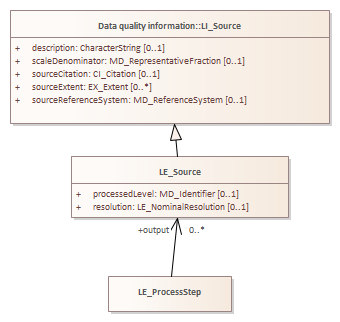 Data quality information::LI_Source
+ description: CharacterString [0..1]
+ scaleDenominator: MD_RepresentativeFraction [0..1]
+ sourceCitation: CI_Citation [0..1]
+ sourceExtent: EX_Extent [0..*]
+ sourceReferenceSystem: MD_ReferenceSystem [0..1]
LE_Source
+ processedLevel: MD_Identifier [0..1]
+ resolution: LE_NominalResolution [0..1]
+output 0..*
LE_ProcessStep